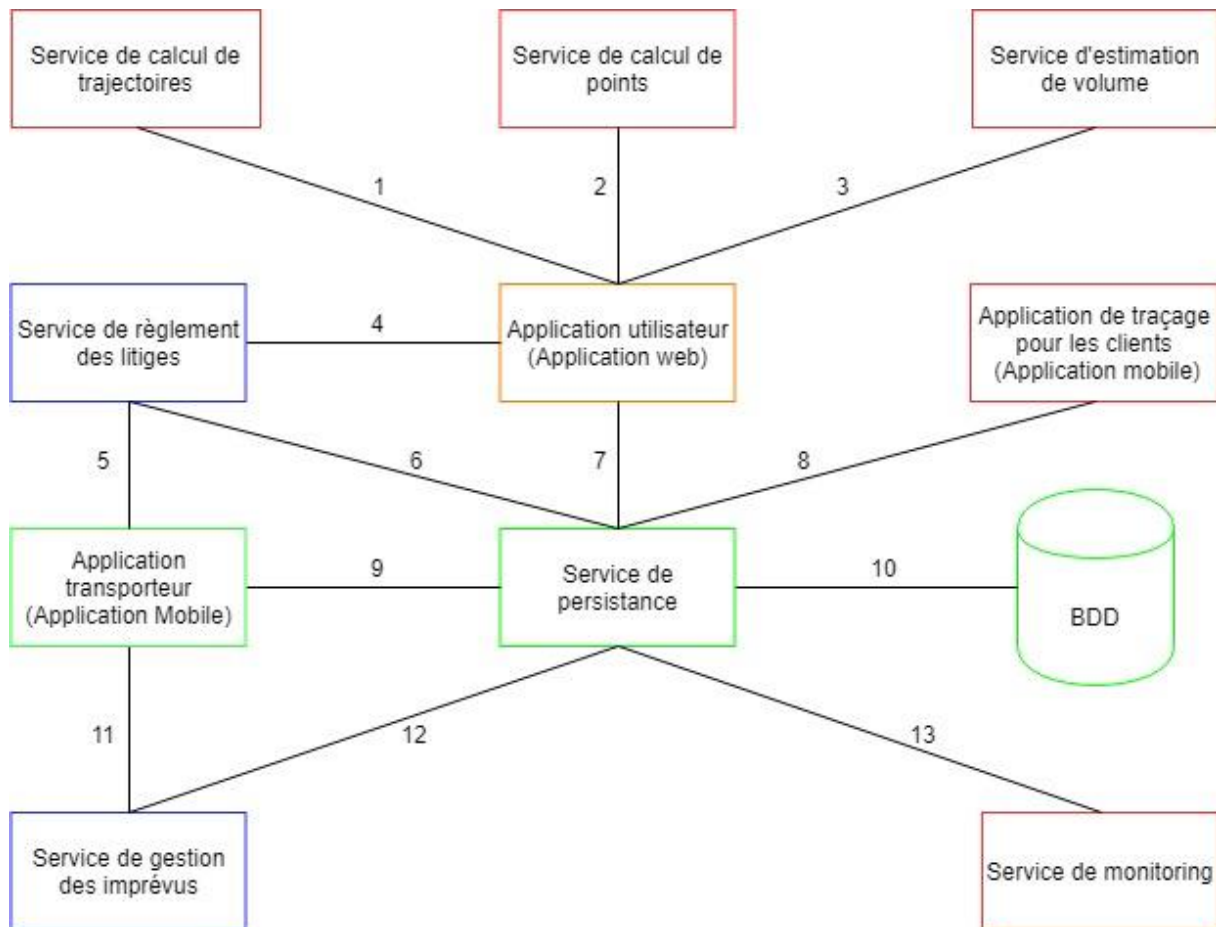 Service de calcul de
trajectoires
Service de calcul de
points
Service d'estimation
de volume
1
2
3
Service de règlement
des litiges
4
Application utilisateur
(Application web)
Application de traçage
pour les clients
(Application mobile)
5
6
7
8
Application
transporteur
(Application Mobile)
9
Service de
persistance
10
BDD
11
12
13
Service de gestion
des imprévus
Service de monitoring